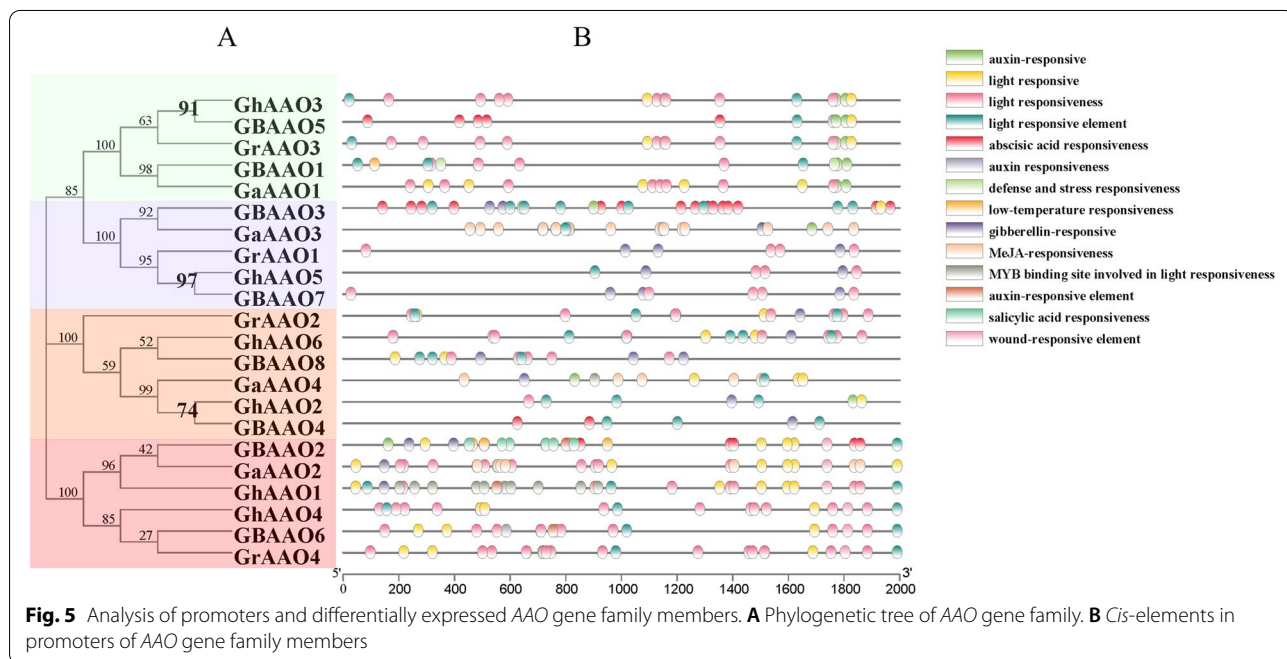 A
B
GhAAO3
GBAAO5
GrAAO3
GBAAO1
GaAAO1
GBAAO3
GaAAO3
GrAAO1
GhAAO5
GBAAO7
GrAAO2
GhAAO6
GBAAO8
GaAAO4
GhAAO2
GBAAO4
GBAAO2
GaAAO2
GhAAO1
GhAAO4
GBAAO6
GrAAO4
91
63
98
100
85
92
100
95
97
100
52
59
99
74
42
96
100
85
27
5'
3'
0 200 400 600 800 1000 1200 1400 1600 1800 2000
auxin-responsive
light responsive
light responsiveness
light responsive element
abscisic acid responsiveness
auxin responsiveness
defense and stress responsiveness
low-temperature responsiveness
gibberellin-responsive
MeJA-responsiveness
MYB binding site involved in light responsiveness
auxin-responsive element
salicylic acid responsiveness
wound-responsive element
Fig. 5 Analysis of promoters and differentially expressed AAO gene family members. A Phylogenetic tree of AAO gene family. B Cis-elements in
promoters of AAO gene family members